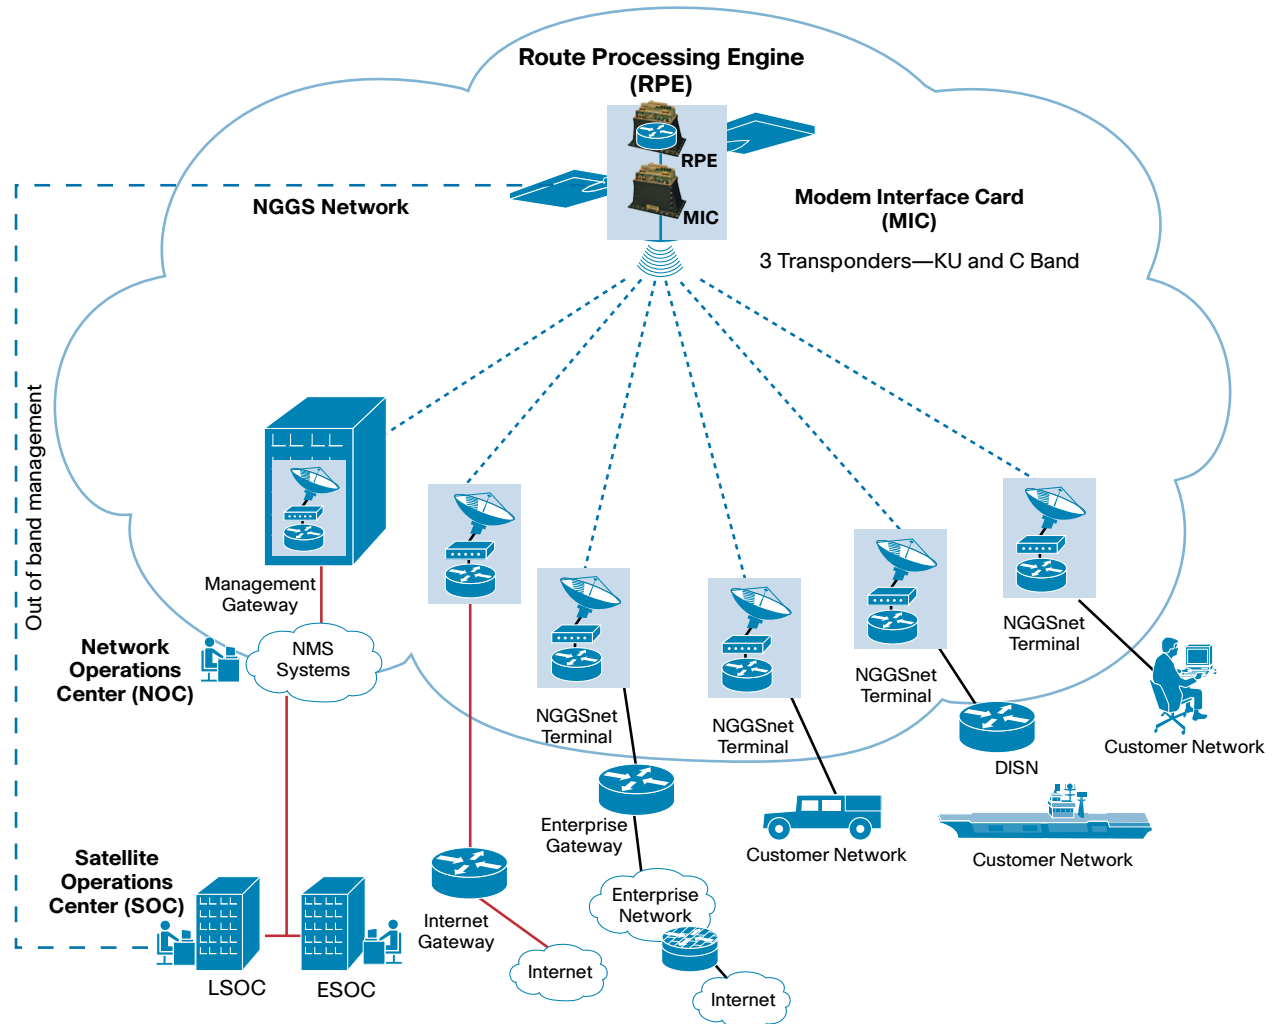 Route Processing Engine
(RPE)
RPE
MIC
NGGS Network
Modem Interface Card
(MIC)
3 Transponders—KU and C Band
Out of band management
Management
Gateway
NMS
Systems
Network
Operations
Center (NOC)
NGGSnet
Terminal
NGGSnet
Terminal
NGGSnet
Terminal
NGGSnet
Terminal
Customer Network
DISN
Enterprise
Gateway
Customer Network
Customer Network
Satellite
Operations
Center (SOC)
LSOC
ESOC
Internet
Gateway
Internet
Enterprise
Network
Internet